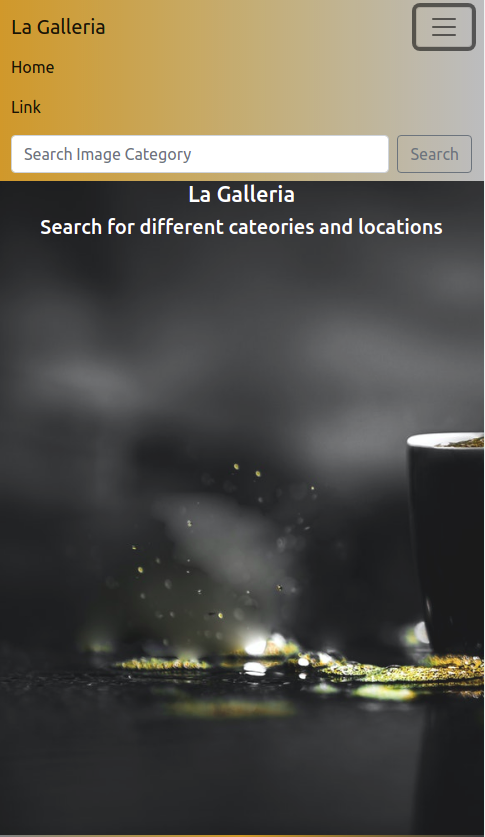 La Galleria
Home
Link
Search Image Category
Search
La Galleria
Search for different cateories and locations